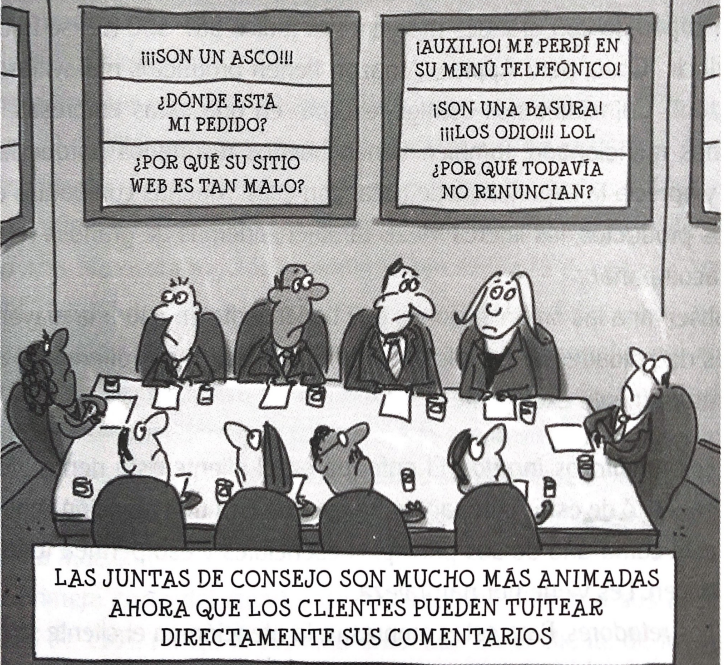 ¡¡¡SON UN ASCO!!!
¿DÓNDE ESTÁ
MI PEDIDO?
¿POR QUÉ SU SITIO
WEB ES TAN MALO?
¡AUXILIO! ME PERDÍ EN
SU MENÚ TELEFÓNICO!
¡SON UNA BASURA!
¡¡¡LOS ODIO!!! LOL
¿POR QUÉ TODAVÍA
NO RENUNCIAN?
LAS JUNTAS DE CONSEJO SON MUCHO MÁS ANIMADAS
AHORA QUE LOS CLIENTES PUEDEN TUITEAR
DIRECTAMENTE SUS COMENTARIOS